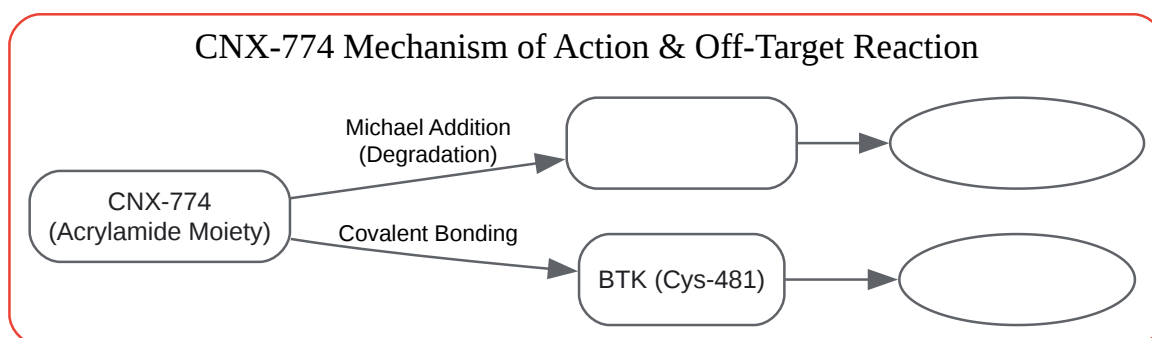 CNX-774 Mechanism of Action & Off-Target Reaction
Michael Addition
(Degradation)
CNX-774
(Acrylamide Moiety)
Covalent Bonding
BTK (Cys-481)